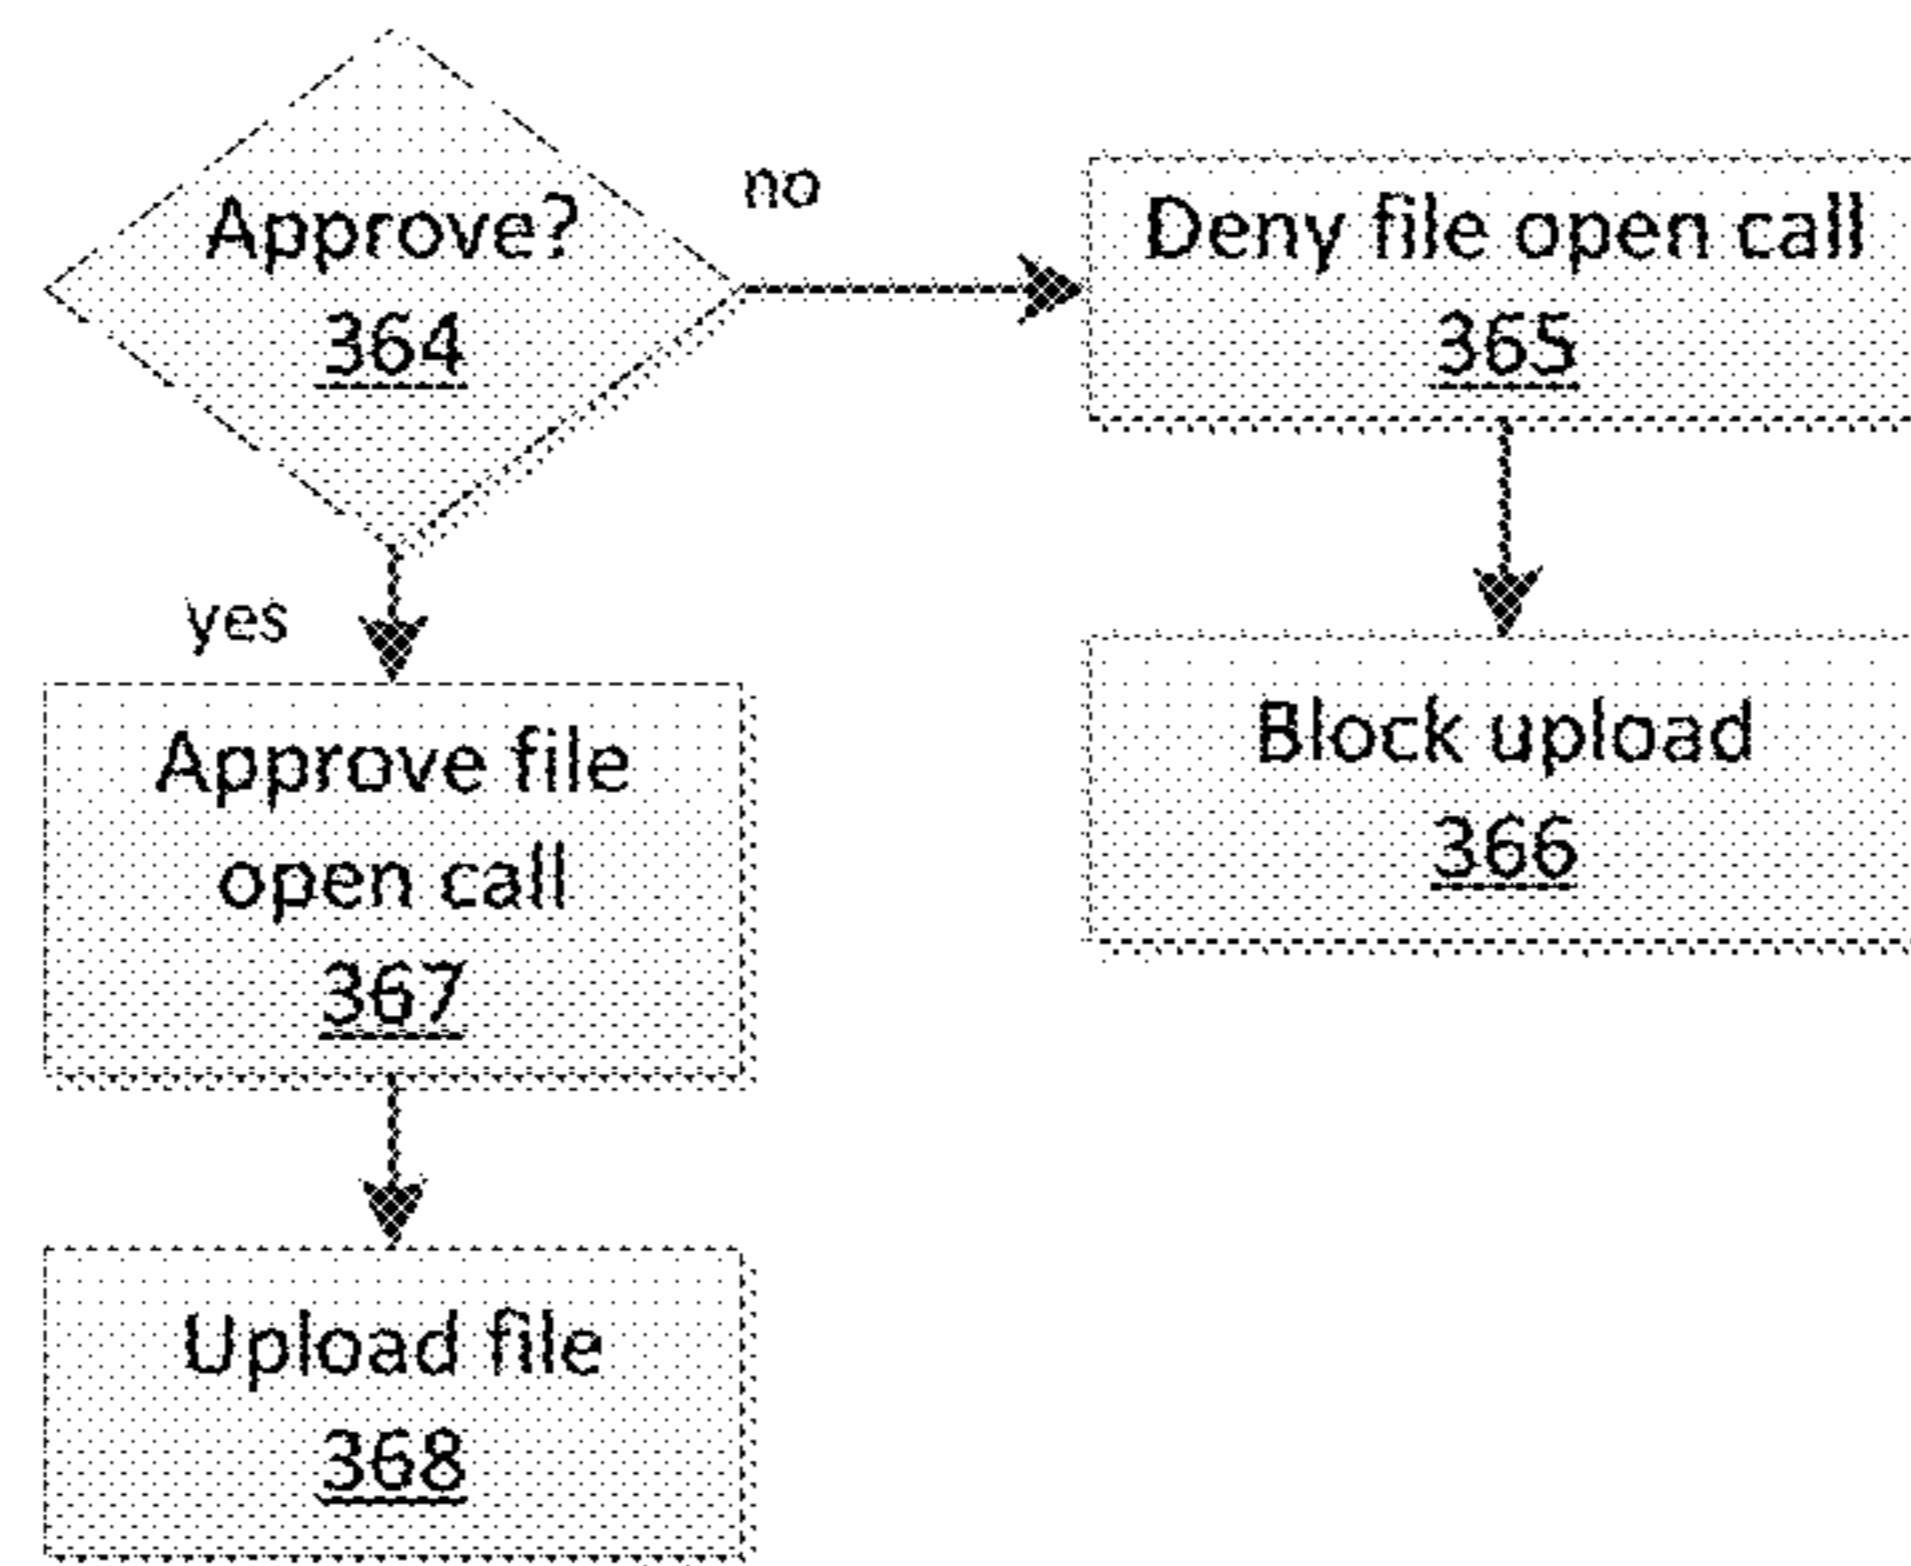 Approve?
364
no
Deny file open call
365
yes
Approve file
open call
367
Block upload
366
Upload file
368